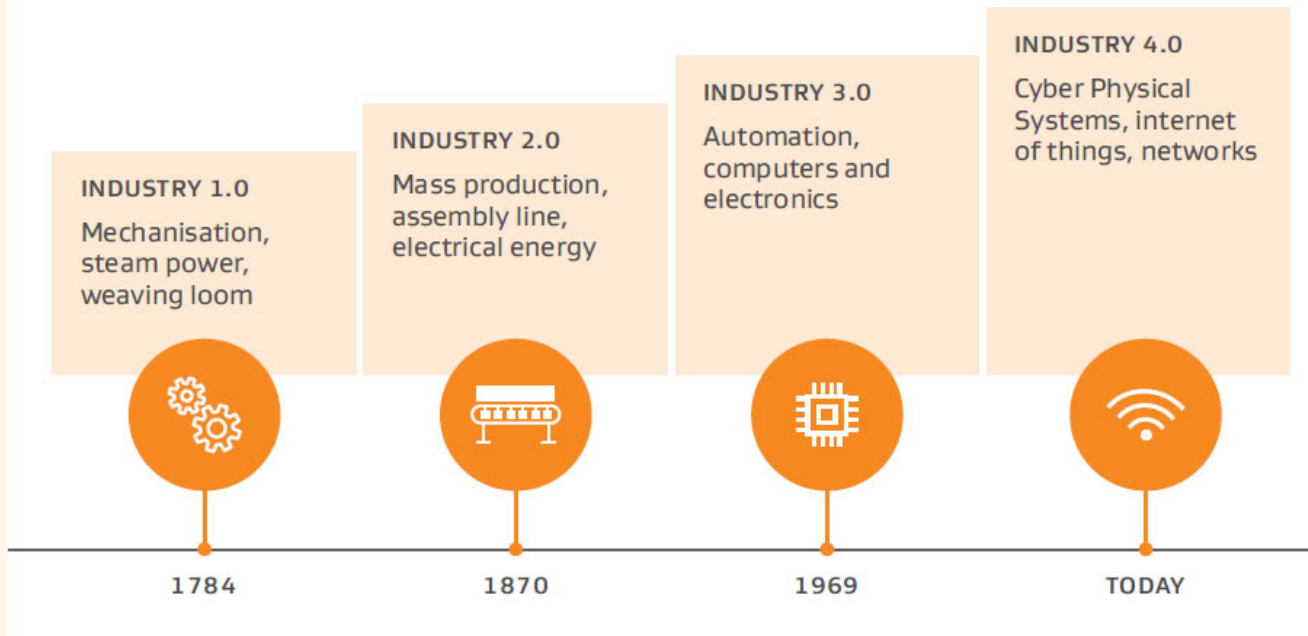 INDUSTRY 1.0
Mechanisation,
steam power,
weaving loom
INDUSTRY 2.0
Mass production,
assembly line,
electrical energy
INDUSTRY 3.0
Automation,
computers and
electronics
INDUSTRY 4.0
Cyber Physical
Systems, internet
of things, networks
1784
1870
1969
TODAY